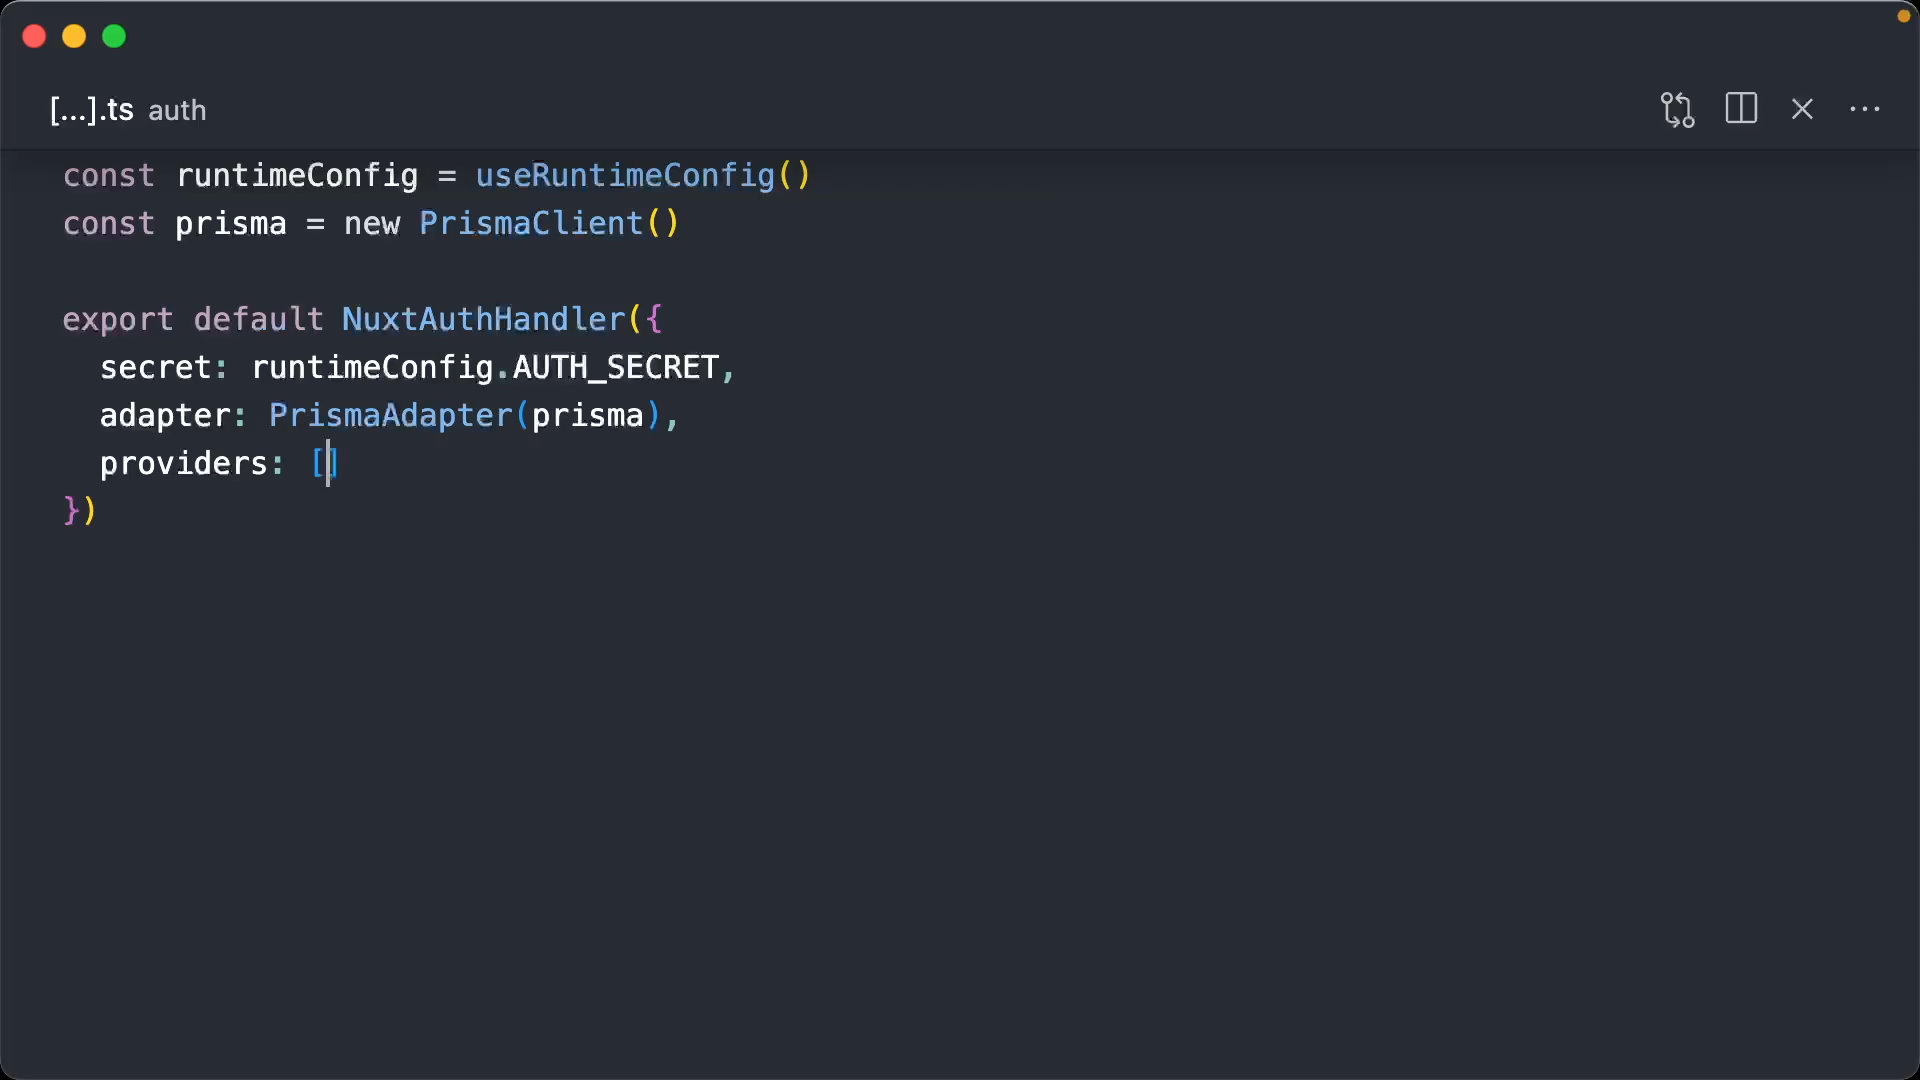 [...].ts auth
const runtimeConfig = useRuntimeConfig()
const prisma = new PrismaClient()
export default NuxtAuthHandler({
  secret: runtimeConfig.AUTH_SECRET,
  adapter: PrismaAdapter(prisma),
  providers: []
})